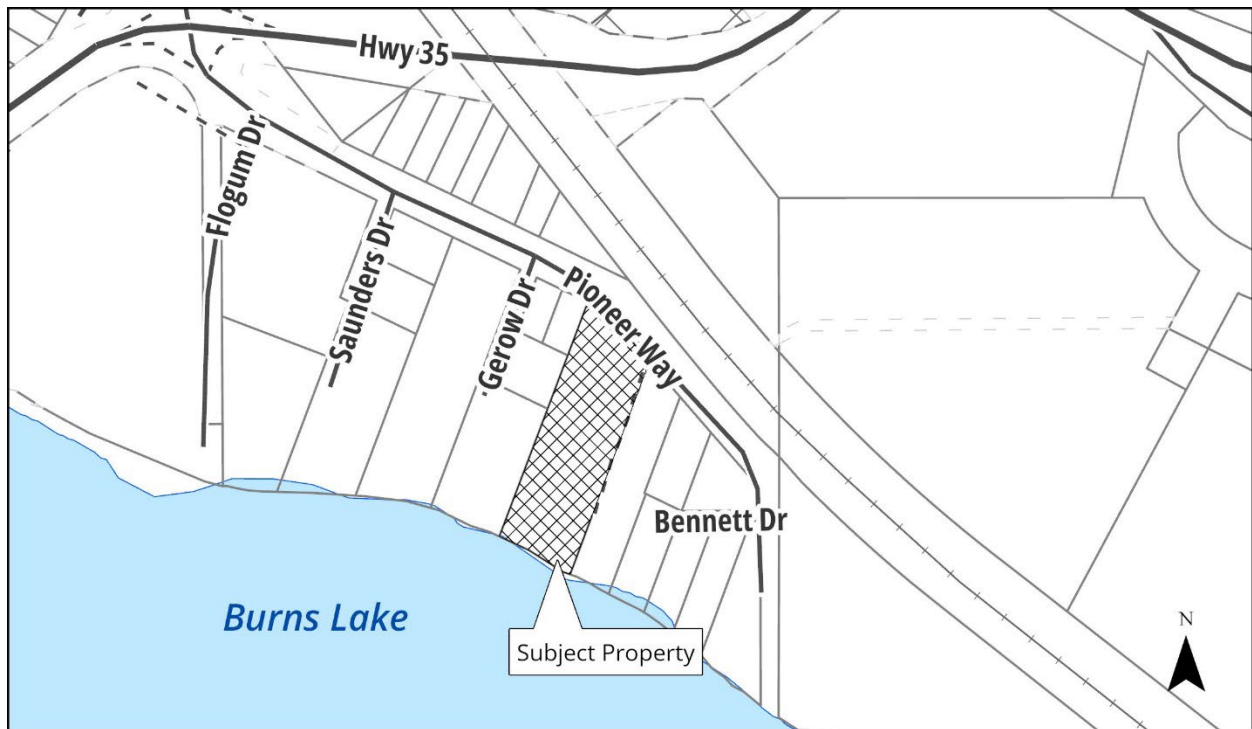 Hwy 35
Flogum Dr
Saunders Dr
Gerow Dr
Pioneer Way
Bennett Dr
Burns Lake
Subject Property
N